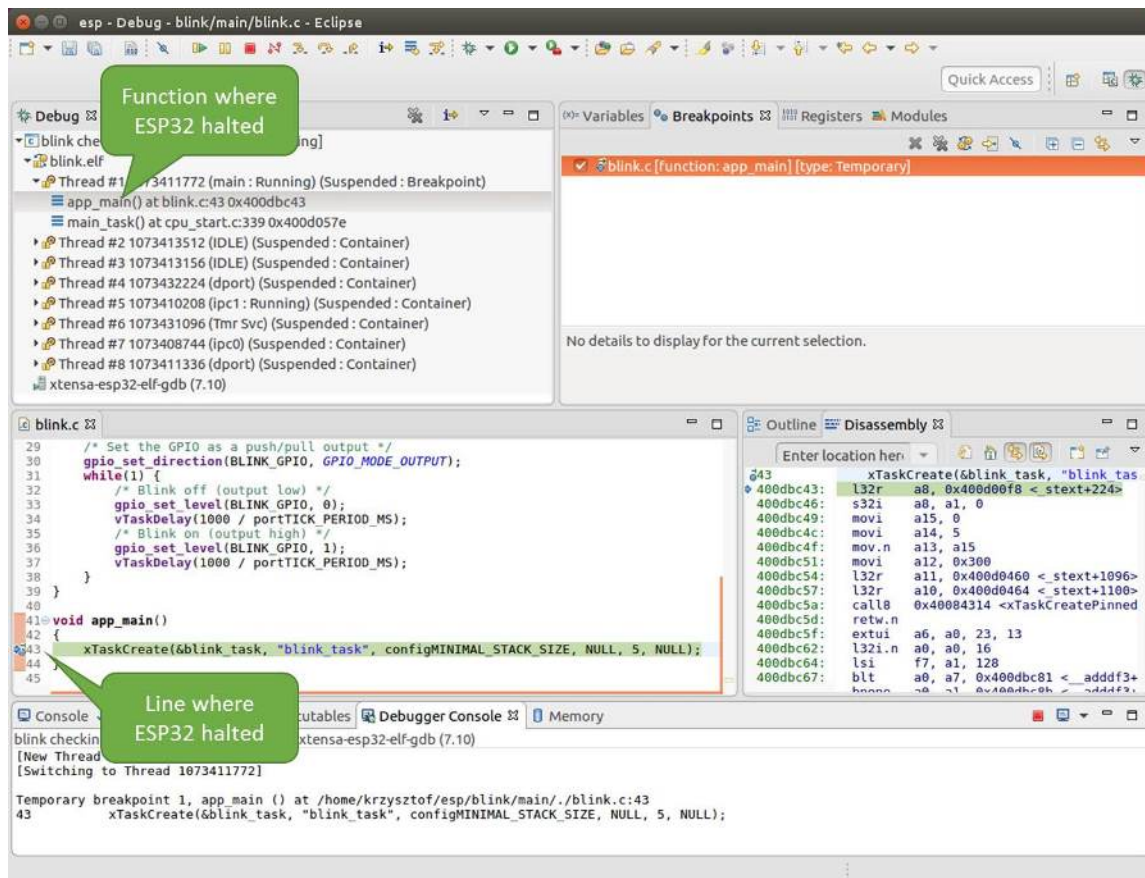 esp - Debug - blink/main/blink.c - Eclipse
Quick Access
Function where
ESP32 halted
Debug
blink che
ing]
blink.elf
Thread #1 1073411772 (main : Running) (Suspended : Breakpoint)
app_main() at blink.c:43 0x400dbc43
main_task() at cpu_start.c:339 0x400d057e
Thread #2 1073413512 (IDLE) (Suspended : Container)
Thread #3 1073413156 (IDLE) (Suspended : Container)
Thread #4 1073432224 (dport) (Suspended : Container)
Thread #5 1073410208 (ipc1 : Running) (Suspended : Container)
Thread #6 1073431096 (Tmr Svc) (Suspended : Container)
Thread #7 1073408744 (ipc0) (Suspended : Container)
Thread #8 1073411336 (dport) (Suspended : Container)
xtensa-esp32-elf-gdb (7.10)
(x)= Variables Breakpoints Registers Modules
blink.c [function: app_main] [type: Temporary]
No details to display for the current selection.
blink.c
29 /* Set the GPIO as a push/pull output */
30 gpio_set_direction(BLINK_GPIO, GPIO_MODE_OUTPUT);
31 while(1) {
32 /* Blink off (output low) */
33 gpio_set_level(BLINK_GPIO, 0);
34 vTaskDelay(1000 / portTICK_PERIOD_MS);
35 /* Blink on (output high) */
36 gpio_set_level(BLINK_GPIO, 1);
37 vTaskDelay(1000 / portTICK_PERIOD_MS);
38 }
39 }
40
41 void app_main()
42 {
43 xTaskCreate(&blink_task, "blink_task", configMINIMAL_STACK_SIZE, NULL, 5, NULL);
44 }
45
Line where
ESP32 halted
Outline Disassembly
Enter location her
43 xTaskCreate(&blink_task, "blink_tas
400dbc43: l32r a8, 0x400d00f8 <_stext+224>
400dbc46: s32i a8, a1, 0
400dbc49: movi a15, 0
400dbc4c: movi a14, 5
400dbc4f: mov.n a13, a15
400dbc51: movi a12, 0x300
400dbc54: l32r a11, 0x400d0460 <_stext+1096>
400dbc57: l32r a10, 0x400d0464 <_stext+1100>
400dbc5a: call8 0x40084314 <xTaskCreatePinned
400dbc5d: retw.n
400dbc5f: extui a6, a0, 23, 13
400dbc62: l32i.n a0, a0, 16
400dbc64: lsi f7, a1, 128
400dbc67: blt a0, a7, 0x400dbc81 <__adddf3+
Console
cutables Debugger Console Memory
blink checkin
xtensa-esp32-elf-gdb (7.10)
[New Thread
[Switching to Thread 1073411772]
Temporary breakpoint 1, app_main () at /home/krzysztof/esp/blink/main/./blink.c:43
43 xTaskCreate(&blink_task, "blink_task", configMINIMAL_STACK_SIZE, NULL, 5, NULL);